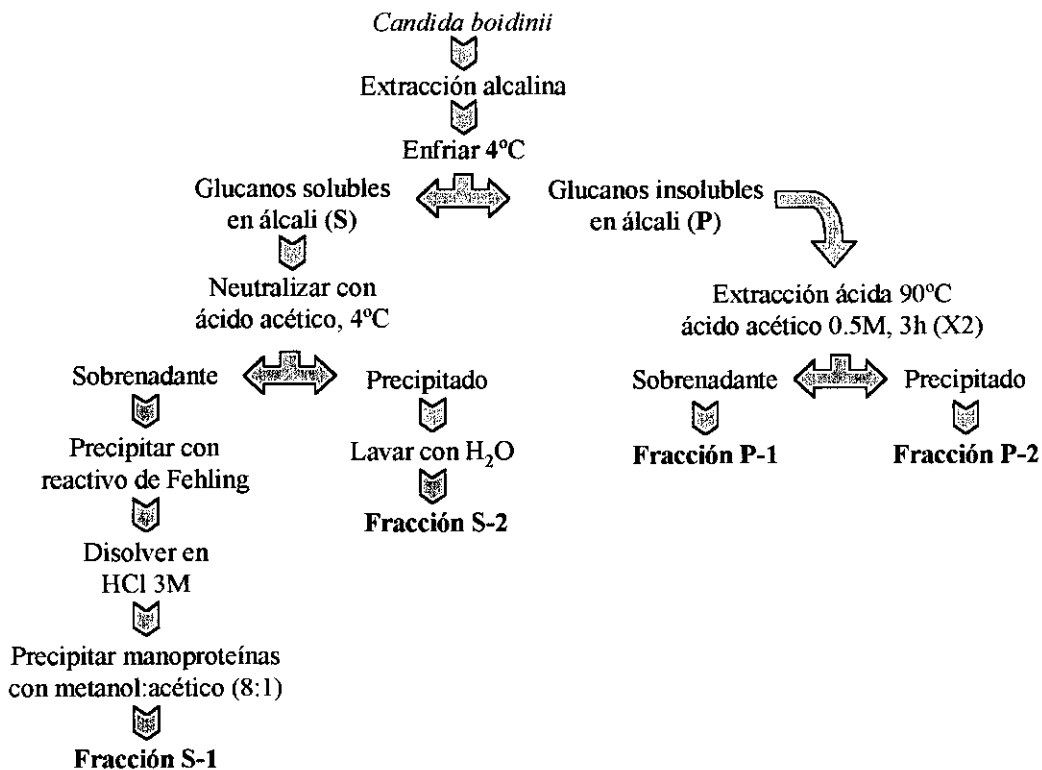 Candida boidinii
Extracción alcalina
Enfriar 4ºC
Glucanos solubles
en álcali (S)
Glucanos insolubles
en álcali (P)
Neutralizar con
ácido acético, 4ºC
Extracción ácida 90ºC
ácido acético 0.5M, 3h (X2)
Sobrenadante
Precipitado
Sobrenadante
Precipitado
Precipitar con
reactivo de Fehling
Lavar con H₂O
Fracción P-1
Fracción P-2
Fracción S-2
Disolver en
HCl 3M
Precipitar manoproteínas
con metanol:acético (8:1)
Fracción S-1